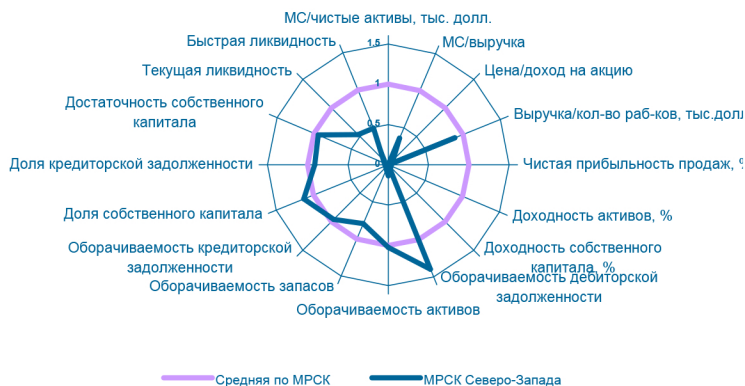 МС/чистые активы, тыс. долл.
МС/выручка
Цена/доход на акцию
Выручка/кол-во раб-ков, тыс.долл
Чистая прибыльность продаж, %
Доходность активов, %
Доходность собственного
капитала, %
Оборачиваемость дебиторской
задолженности
Оборачиваемость активов
Оборачиваемость запасов
Оборачиваемость кредиторской
задолженности
Доля собственного капитала
Доля кредиторской задолженности
Достаточность собственного
капитала
Текущая ликвидность
Быстрая ликвидность
1.5
1
0.5
0
Средняя по МРСК
МРСК Северо-Запада